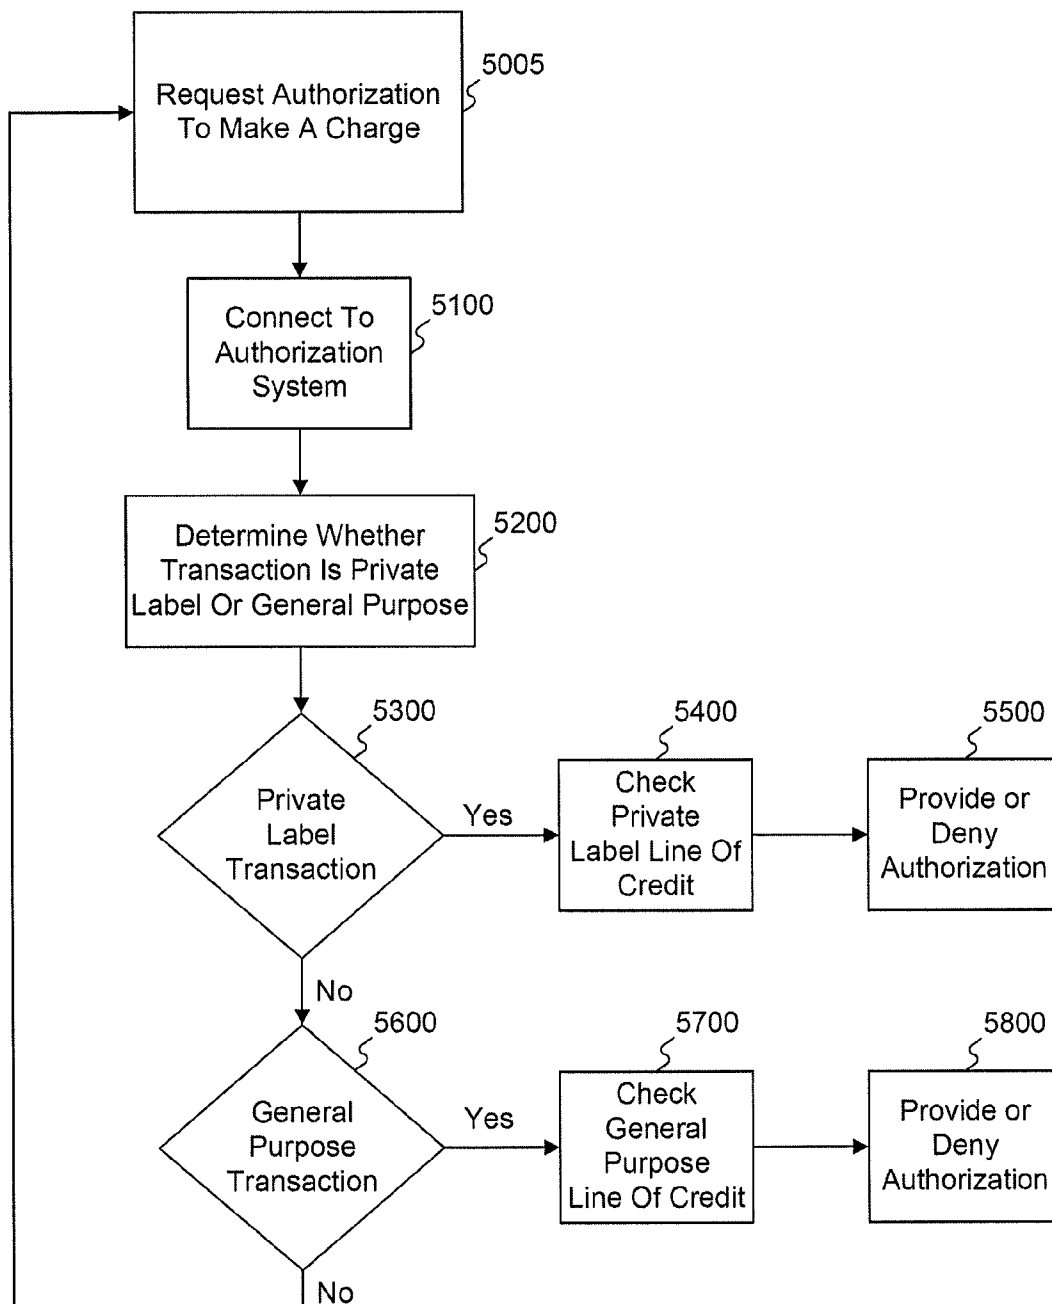 Request Authorization
To Make A Charge
5005
Connect To
Authorization
System
5100
Determine Whether
Transaction Is Private
Label Or General Purpose
5200
Private
Label
Transaction
5300
Yes
Check
Private
Label Line Of
Credit
5400
Provide or
Deny
Authorization
5500
No
General
Purpose
Transaction
5600
Yes
Check
General
Purpose
Line Of Credit
5700
Provide or
Deny
Authorization
5800
No